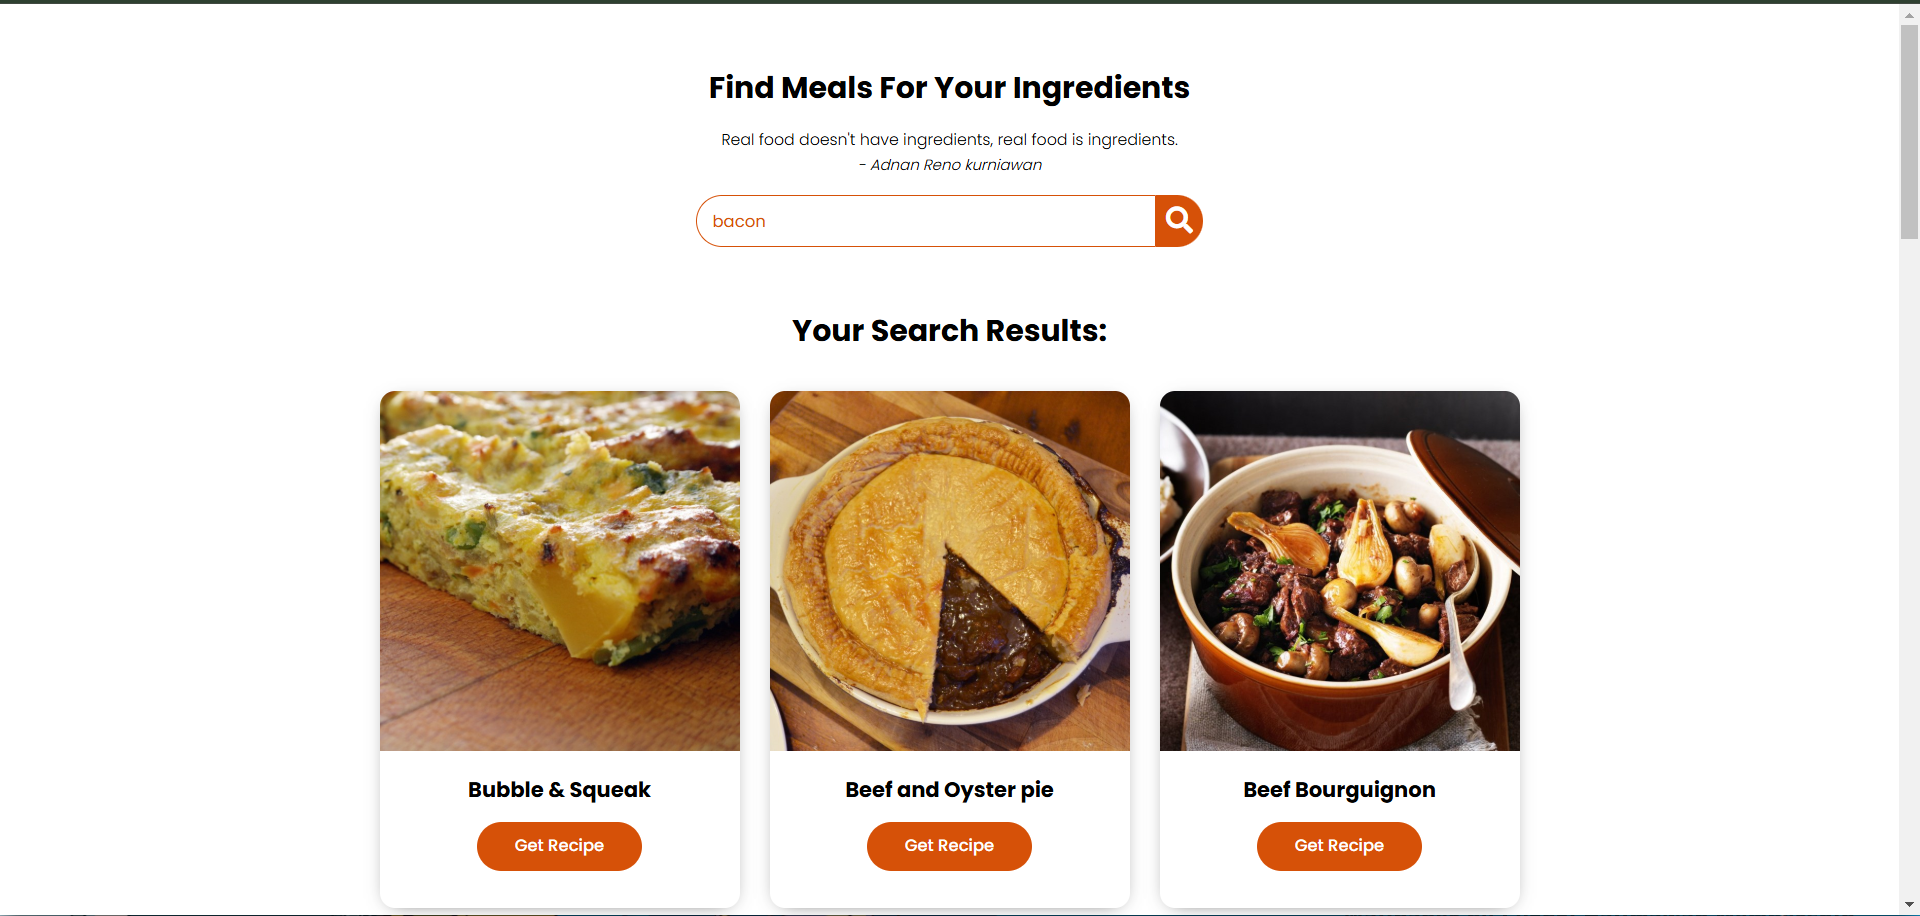 Find Meals For Your Ingredients
Real food doesn't have ingredients, real food is ingredients.
- Adnan Reno kurniawan
bacon
Your Search Results:
Bubble & Squeak
Beef and Oyster pie
Beef Bourguignon
Get Recipe
Get Recipe
Get Recipe